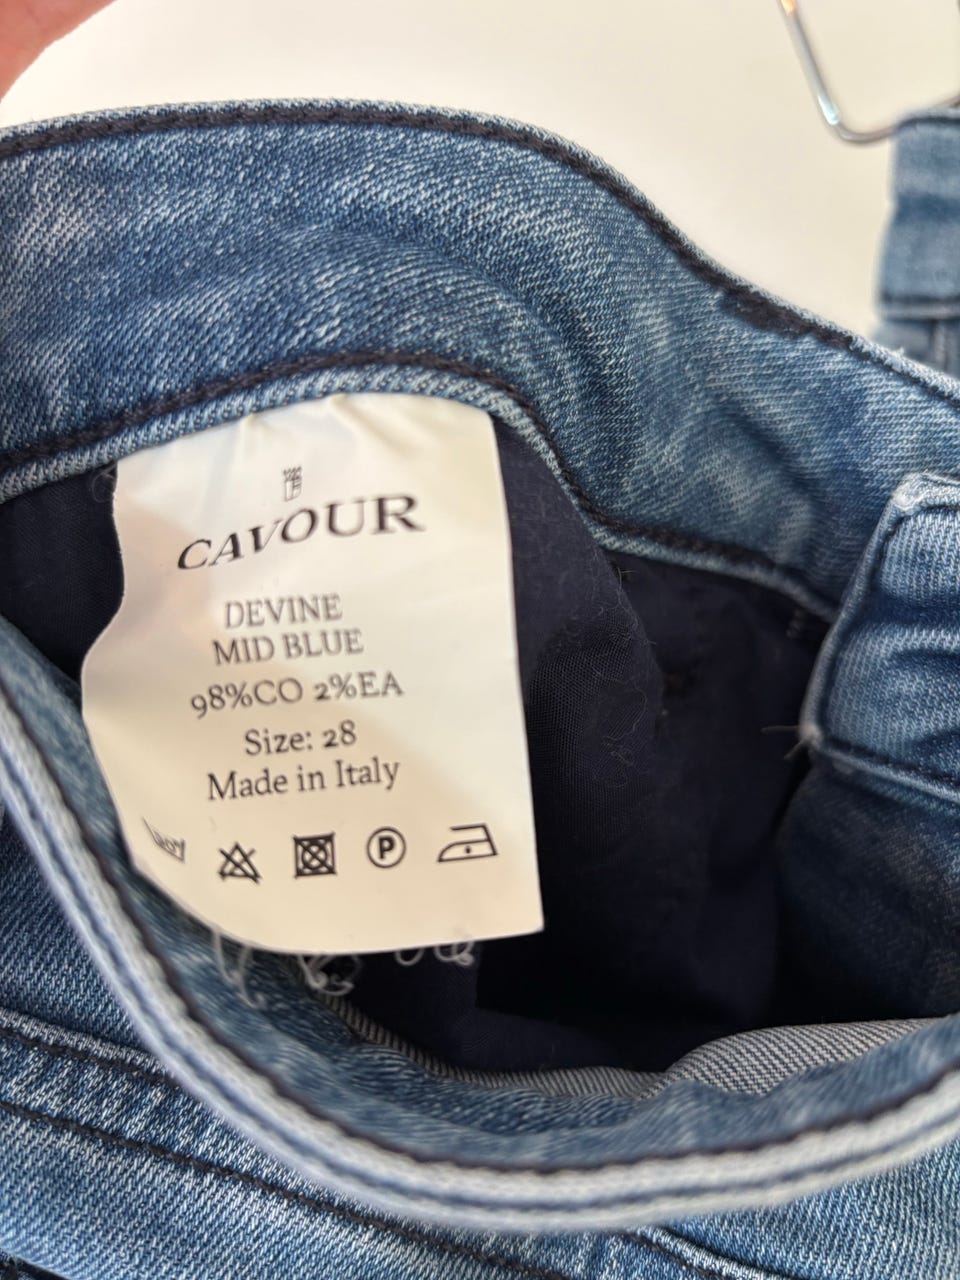 CAVOUR
DEVINE
MID BLUE
98%CO 2%EA
Size: 28
Made in Italy
P